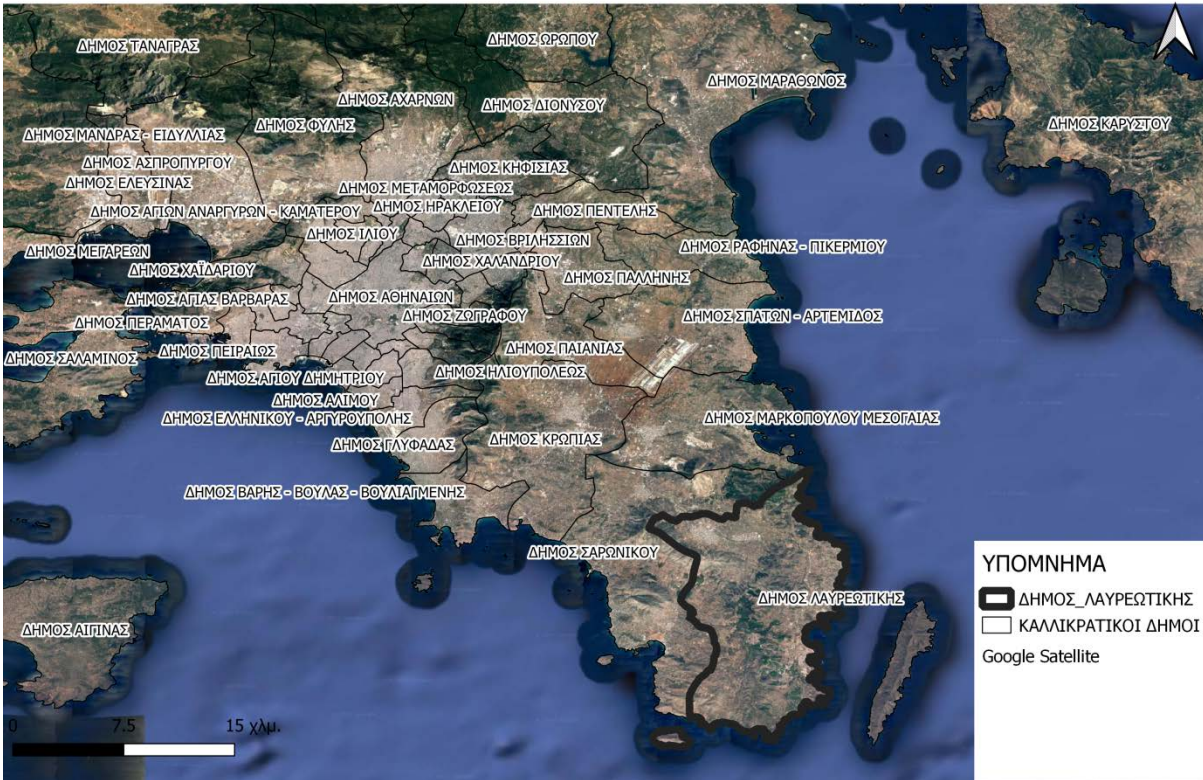 ΔΗΜΟΣ ΤΑΝΑΓΡΑΣ
ΔΗΜΟΣ ΩΡΩΠΟΥ
ΔΗΜΟΣ ΜΑΡΑΘΩΝΟΣ
ΔΗΜΟΣ ΑΧΑΡΝΩΝ
ΔΗΜΟΣ ΔΙΟΝΥΣΟΥ
ΔΗΜΟΣ ΦΥΛΗΣ
ΔΗΜΟΣ ΚΑΡΥΣΤΟΥ
ΔΗΜΟΣ ΜΑΝΔΡΑΣ - ΕΙΔΥΛΛΙΑΣ
ΔΗΜΟΣ ΑΣΠΡΟΠΥΡΓΟΥ
ΔΗΜΟΣ ΚΗΦΙΣΙΑΣ
ΔΗΜΟΣ ΕΛΕΥΣΙΝΑΣ
ΔΗΜΟΣ ΜΕΤΑΜΟΡΦΩΣΕΩΣ
ΔΗΜΟΣ ΑΓΙΩΝ ΑΝΑΡΓΥΡΩΝ - ΚΑΜΑΤΕΡΟΥ
ΔΗΜΟΣ ΗΡΑΚΛΕΙΟΥ
ΔΗΜΟΣ ΠΕΝΤΕΛΗΣ
ΔΗΜΟΣ ΙΛΙΟΥ
ΔΗΜΟΣ ΒΡΙΛΗΣΣΙΩΝ
ΔΗΜΟΣ ΡΑΦΗΝΑΣ - ΠΙΚΕΡΜΙΟΥ
ΔΗΜΟΣ ΜΕΓΑΡΕΩΝ
ΔΗΜΟΣ ΧΑΪΔΑΡΙΟΥ
ΔΗΜΟΣ ΧΑΛΑΝΔΡΙΟΥ
ΔΗΜΟΣ ΠΑΛΛΗΝΗΣ
ΔΗΜΟΣ ΑΓΙΑΣ ΒΑΡΒΑΡΑΣ
ΔΗΜΟΣ ΑΘΗΝΑΙΩΝ
ΔΗΜΟΣ ΖΩΓΡΑΦΟΥ
ΔΗΜΟΣ ΣΠΑΤΩΝ - ΑΡΤΕΜΙΔΟΣ
ΔΗΜΟΣ ΠΕΡΑΜΑΤΟΣ
ΔΗΜΟΣ ΣΑΛΑΜΙΝΟΣ
ΔΗΜΟΣ ΠΕΙΡΑΙΩΣ
ΔΗΜΟΣ ΠΑΙΑΝΙΑΣ
ΔΗΜΟΣ ΑΓΙΟΥ ΔΗΜΗΤΡΙΟΥ
ΔΗΜΟΣ ΗΛΙΟΥΠΟΛΕΩΣ
ΔΗΜΟΣ ΑΛΙΜΟΥ
ΔΗΜΟΣ ΕΛΛΗΝΙΚΟΥ - ΑΡΓΥΡΟΥΠΟΛΗΣ
ΔΗΜΟΣ ΜΑΡΚΟΠΟΥΛΟΥ ΜΕΣΟΓΑΙΑΣ
ΔΗΜΟΣ ΓΛΥΦΑΔΑΣ
ΔΗΜΟΣ ΚΡΩΠΙΑΣ
ΔΗΜΟΣ ΒΑΡΗΣ - ΒΟΥΛΑΣ - ΒΟΥΛΙΑΓΜΕΝΗΣ
ΔΗΜΟΣ ΣΑΡΩΝΙΚΟΥ
ΔΗΜΟΣ ΛΑΥΡΕΩΤΙΚΗΣ
ΔΗΜΟΣ ΑΙΓΙΝΑΣ
0 7.5 15 χλμ.
ΥΠΟΜΝΗΜΑ
ΔΗΜΟΣ_ΛΑΥΡΕΩΤΙΚΗΣ
ΚΑΛΛΙΚΡΑΤΙΚΟΙ ΔΗΜΟΙ
Google Satellite